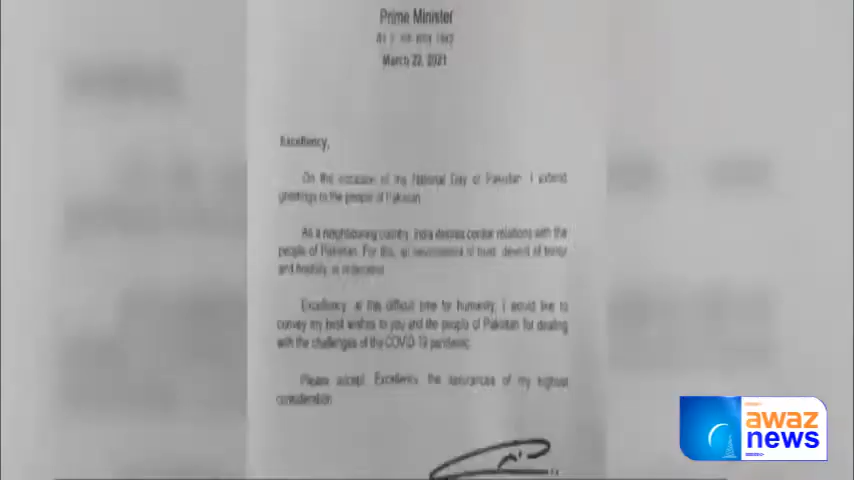 Prime Minister
March 22, 2021
Excellency,
On the occasion of the National Day of Pakistan, I extend
greetings to the people of Pakistan.
As a neighbouring country, India desires cordial relations with the
people of Pakistan. For this, an environment of trust, devoid of terror
and hostility, is imperative.
Excellency, at this difficult time for humanity, I would like to
convey my best wishes to you and the people of Pakistan for dealing
with the challenges of the COVID-19 pandemic.
Please accept, Excellency, the assurances of my highest
consideration.
awaz
news